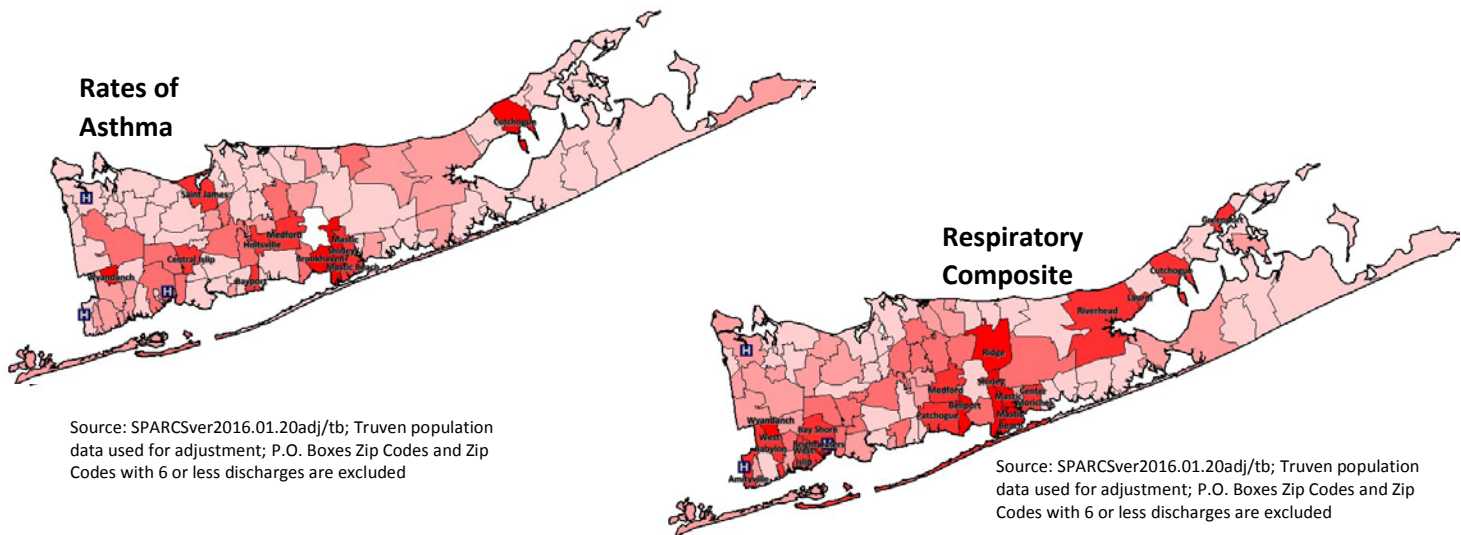 Rates of
Asthma
Cutchogue
H
Saint James
Medford
Holtsville
Mastic
Shirley
Central Islip
Brookhaven
Mastic Beach
Wyandanch
Bayport
H
H
Source: SPARCSver2016.01.20adj/tb; Truven population
data used for adjustment; P.O. Boxes Zip Codes and Zip
Codes with 6 or less discharges are excluded
Respiratory
Composite
Greenport
Cutchogue
Laurel
Riverhead
H
Ridge
Shirley
Medford
Mastic
Center
Moriches
Bellport
Patchogue
Mastic
Beach
Wyandanch
West
Babylon
Bay Shore
Brightwaters
H
West
Islip
H
Amityville
Source: SPARCSver2016.01.20adj/tb; Truven population
data used for adjustment; P.O. Boxes Zip Codes and Zip
Codes with 6 or less discharges are excluded